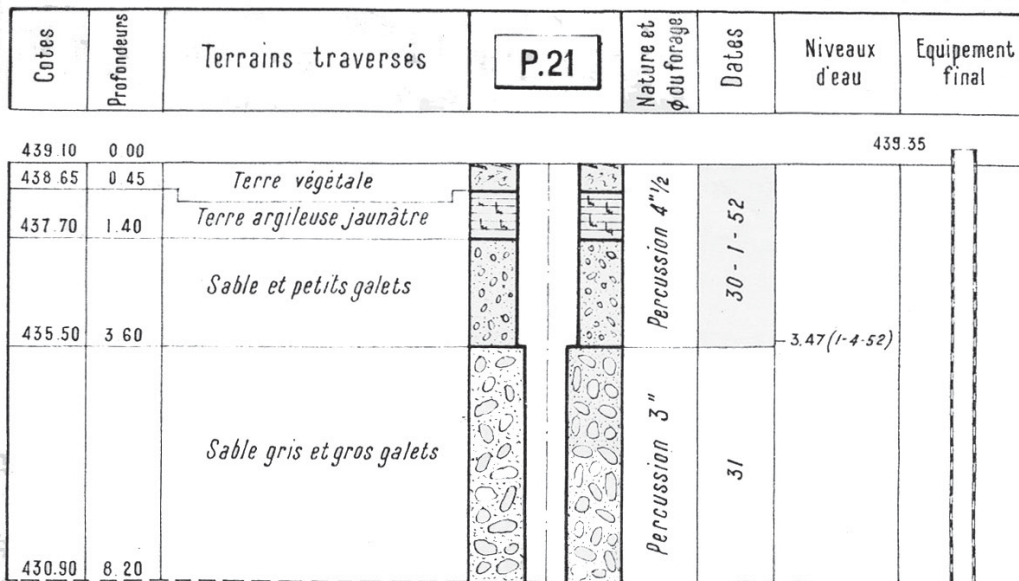 Cotes
Profondeurs
Terrains traversés
P.21
Nature et
ϕ du forage
Dates
Niveaux
d'eau
Equipement
final
439.35
439.10 0 00
438.65 0.45
Terre végétale
Terre argileuse jaunâtre
437.70 1.40
Sable et petits galets
Percussion 4"½
30-1-52
435.50 3 60
3.47 (1-4-52)
Sable gris et gros galets
Percussion 3"
31
430.90 8.20